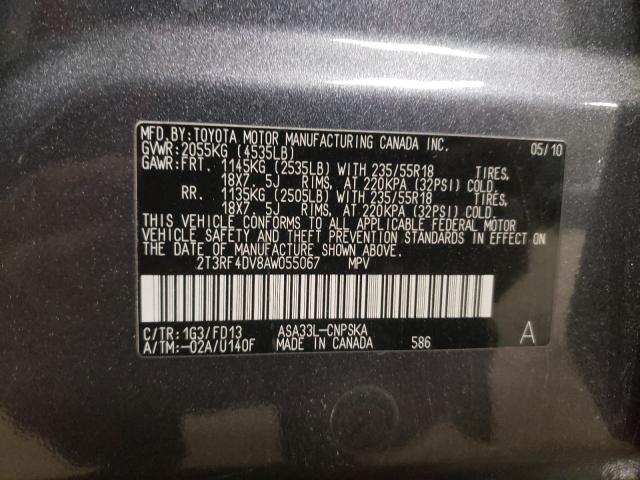 MFD.BY:TOYOTA MOTOR MANUFACTURING CANADA INC. 05/10
GVWR:2055KG (4535LB)
GAWR:FRT. 1145KG (2535LB) WITH 235/55R18 TIRES,
18X7. 5J RIMS, AT 220KPA (32PSI) COLD.
RR. 1135KG (2505LB) WITH 235/55R18 TIRES,
18X7. 5J RIMS, AT 220KPA (32PSI) COLD.
THIS VEHICLE CONFORMS TO ALL APPLICABLE FEDERAL MOTOR
VEHICLE SAFETY AND THEFT PREVENTION STANDARDS IN EFFECT ON
THE DATE OF MANUFACTURE SHOWN ABOVE.
2T3RF4DV8AW055067 MPV
C/TR:1G3/FD13 ASA33L-CNPSKA
A/TM:-02A/U140F MADE IN CANADA 586 A